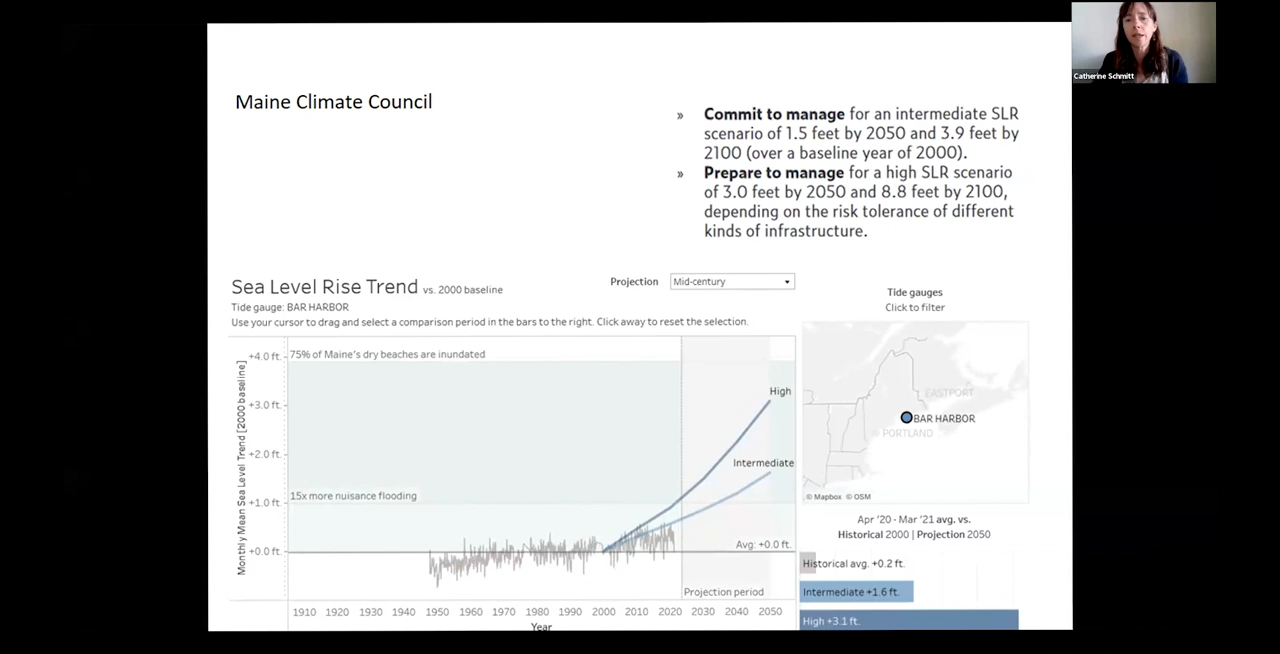 Catherine Schmitt
Maine Climate Council
» Commit to manage for an intermediate SLR
scenario of 1.5 feet by 2050 and 3.9 feet by
2100 (over a baseline year of 2000).
» Prepare to manage for a high SLR scenario
of 3.0 feet by 2050 and 8.8 feet by 2100,
depending on the risk tolerance of different
kinds of infrastructure.
Sea Level Rise Trend vs. 2000 baseline
Projection Mid-century
Tide gauge: BAR HARBOR
Use your cursor to drag and select a comparison period in the bars to the right. Click away to reset the selection.
Tide gauges
Click to filter
Monthly Mean Sea Level Trend [2000 baseline]
+4.0 ft.
+3.0 ft.
+2.0 ft.
+1.0 ft.
+0.0 ft.
75% of Maine's dry beaches are inundated
High
Intermediate
15x more nuisance flooding
Avg: +0.0 ft.
Projection period
1910 1920 1930 1940 1950 1960 1970 1980 1990 2000 2010 2020 2030 2040 2050
Year
EASTPORT
BAR HARBOR
PORTLAND
© Mapbox © OSM
Apr '20 - Mar '21 avg. vs.
Historical 2000 | Projection 2050
Historical avg. +0.2 ft.
Intermediate +1.6 ft.
High +3.1 ft.